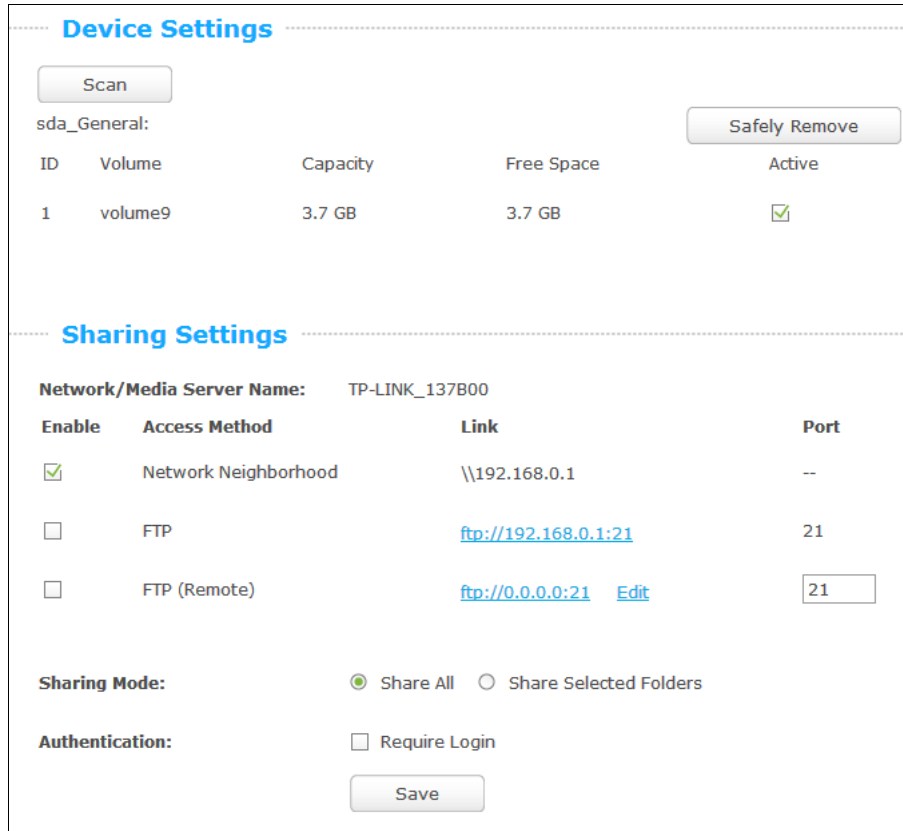 Device Settings
Scan
sda_General:
Safely Remove
ID Volume Capacity Free Space Active
1 volume9 3.7 GB 3.7 GB
Sharing Settings
Network/Media Server Name: TP-LINK_137B00
Enable Access Method Link Port
Network Neighborhood \\192.168.0.1 --
FTP ftp://192.168.0.1:21 21
FTP (Remote) ftp://0.0.0.0:21 Edit 21
Sharing Mode: Share All Share Selected Folders
Authentication: Require Login
Save